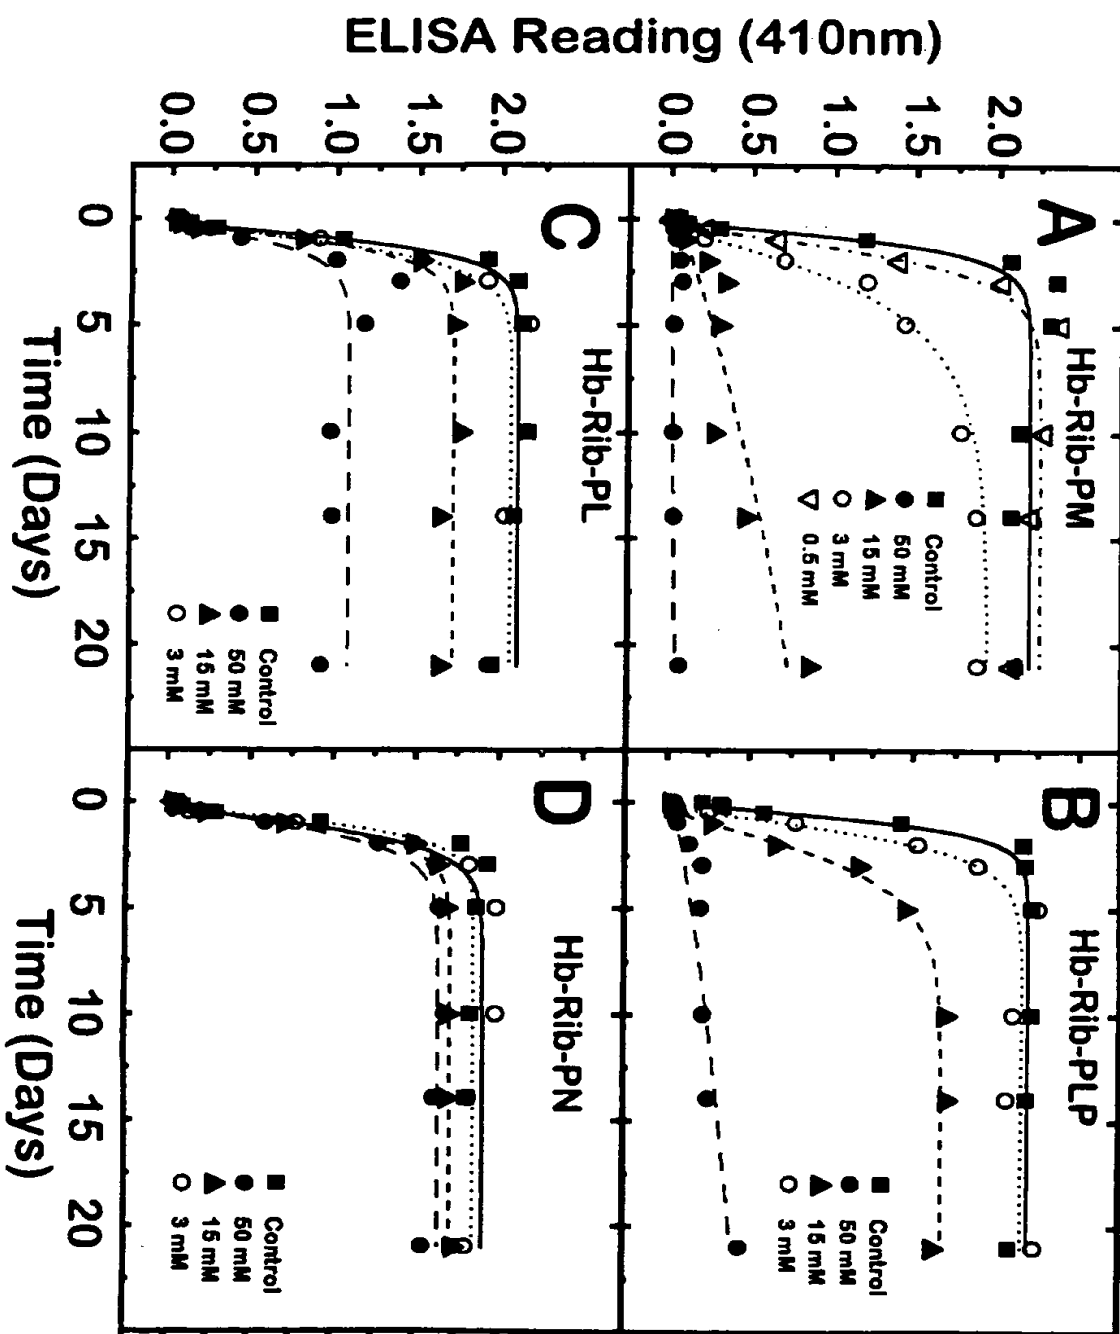 ELISA Reading (410nm)
A
Hb-Rib-PM
2.0
1.5
1.0
0.5
0.0
Control
50 mM
15 mM
3 mM
0.5 mM
B
Hb-Rib-PLP
Control
50 mM
15 mM
3 mM
C
Hb-Rib-PL
2.0
1.5
1.0
0.5
0.0
Control
50 mM
15 mM
3 mM
0 5 10 15 20
Time (Days)
D
Hb-Rib-PN
Control
50 mM
15 mM
3 mM
0 5 10 15 20
Time (Days)